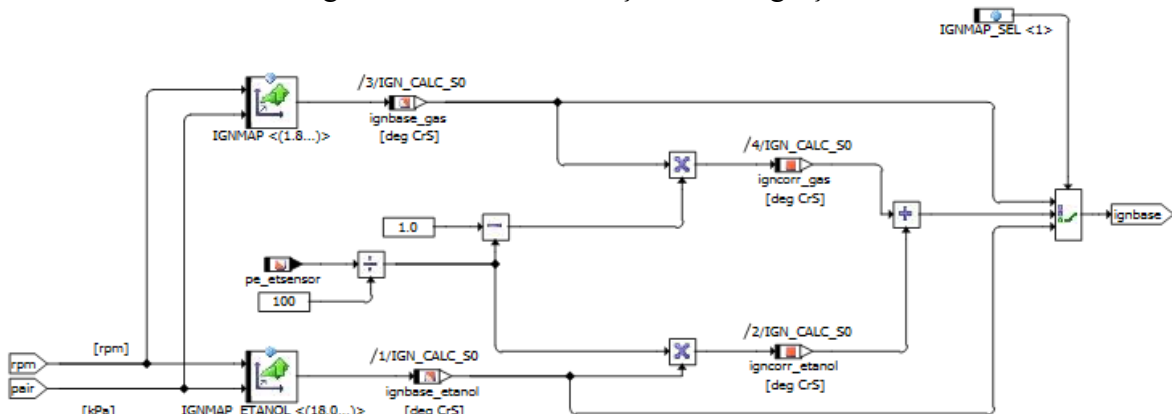 IGNMAP_SEL <1>
/3/IGN_CALC_S0
ignbase_gas
[deg CrS]
IGNMAP <(1.8...)>
/4/IGN_CALC_S0
igncorr_gas
[deg CrS]
ignbase
1.0
pe_etsensor
100
/2/IGN_CALC_S0
igncorr_etanol
[deg CrS]
/1/IGN_CALC_S0
ignbase_etanol
[deg CrS]
rpm
[rpm]
pair
[kPa]
IGNMAP_ETANOL <(18.0...)>